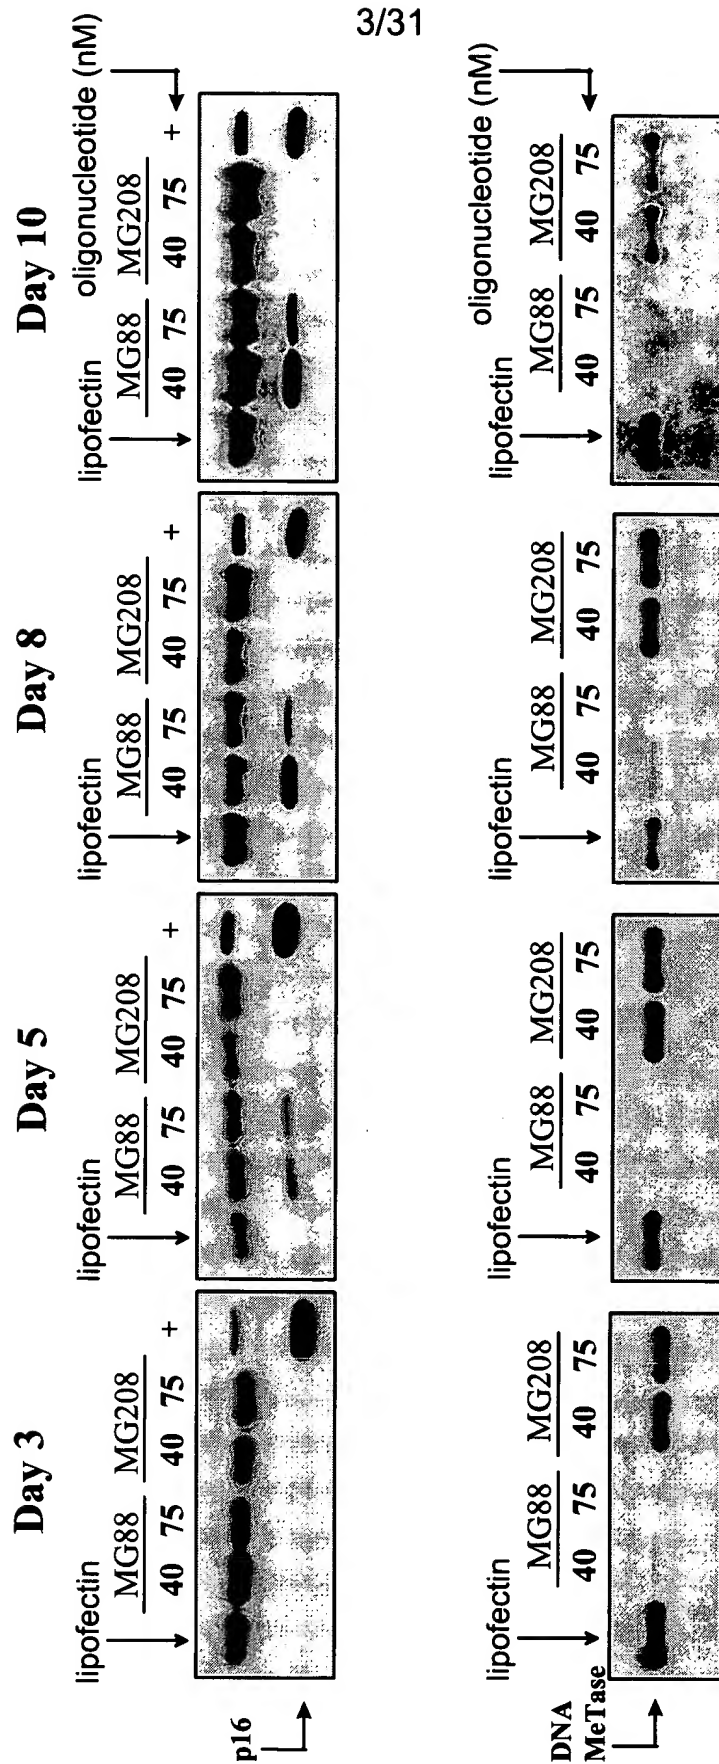 3/31
Day 3 Day 5 Day 8 Day 10
lipofectin lipofectin lipofectin lipofectin oligonucleotide (nM)
MG88 MG208 MG88 MG208 MG88 MG208 MG88 MG208
40 75 40 75 + 40 75 40 75 + 40 75 40 75 + 40 75 40 75 +
p16
lipofectin lipofectin lipofectin lipofectin oligonucleotide (nM)
MG88 MG208 MG88 MG208 MG88 MG208 MG88 MG208
40 75 40 75 40 75 40 75 40 75 40 75 40 75 40 75
DNA
MeTase